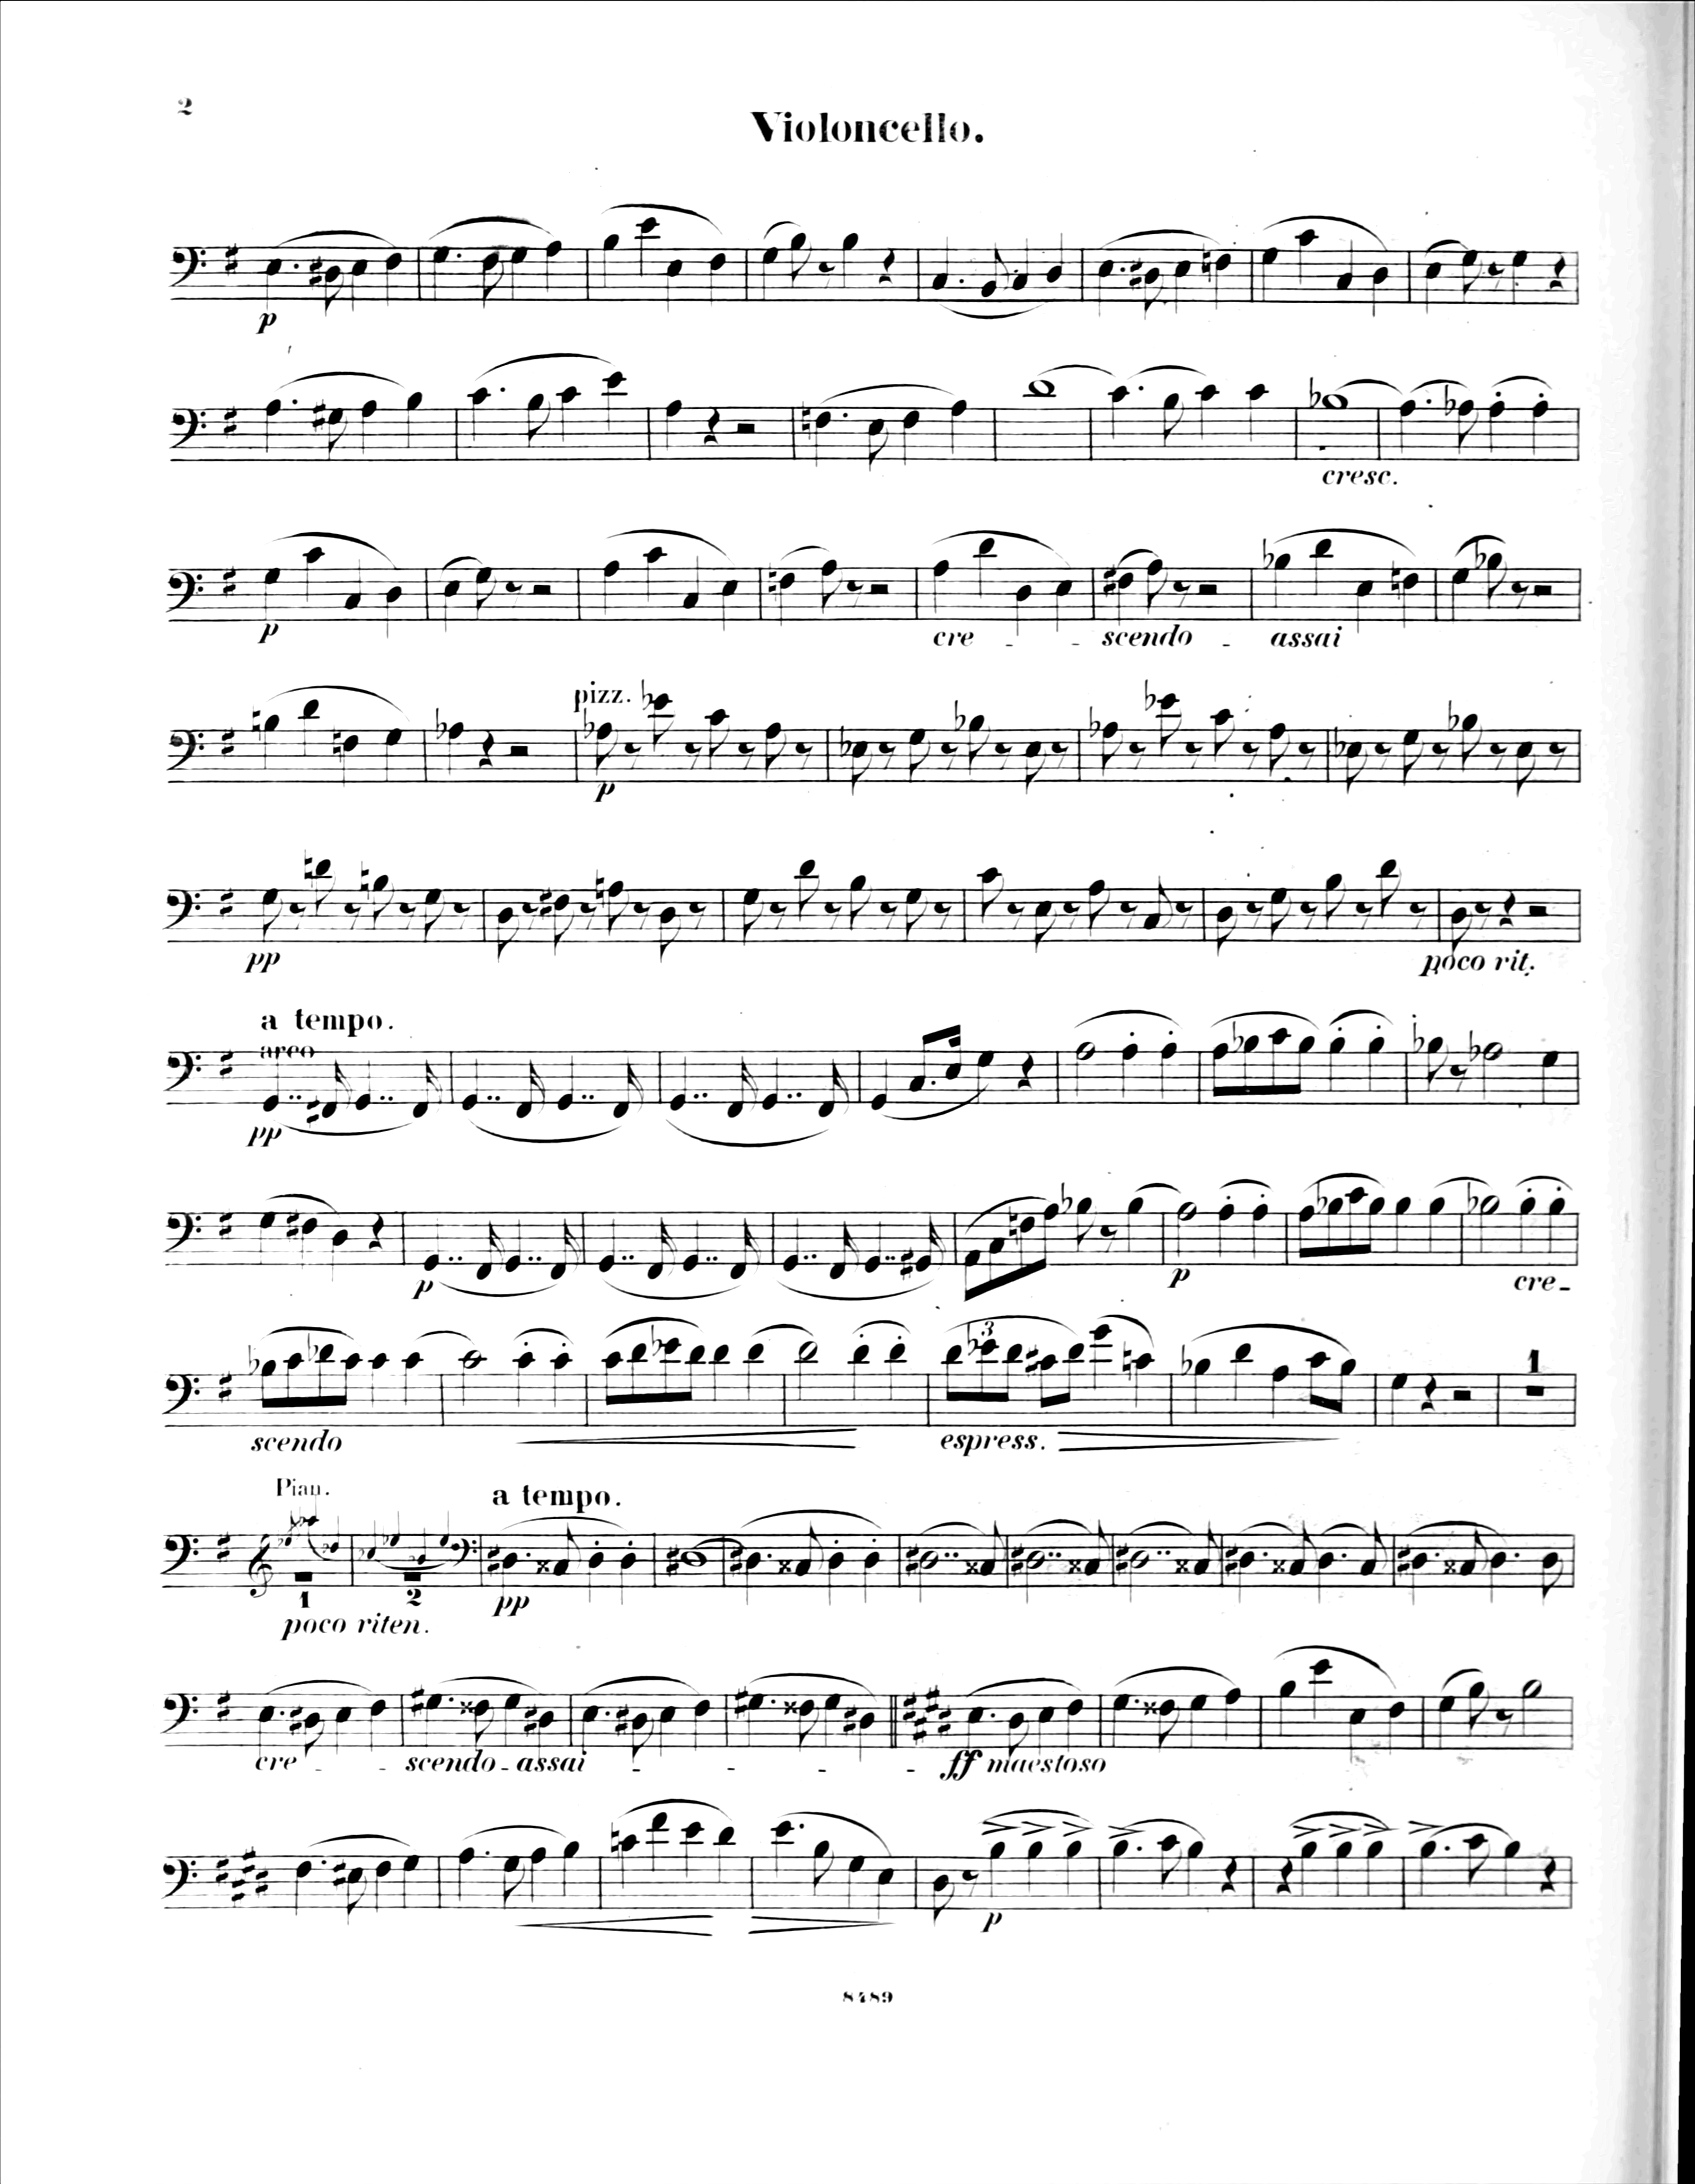 2
Violoncello.
p
cresc.
p cre - - scendo - assai
pizz.
p
pp poco rit.
a tempo.
arco
pp
p p cre-
3
1
scendo espress.
Pian.
a tempo.
1 2 pp
poco riten.
cre - - scendo - assai - - - - ff maestoso
p
8489